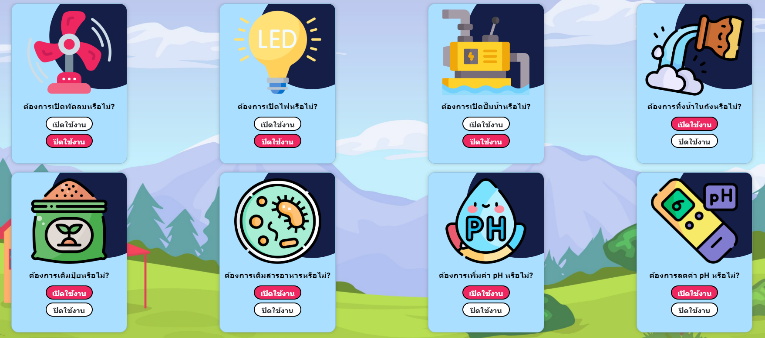 LED
ต้องการเปิดพัดลมหรือไม่?
เปิดใช้งาน
ปิดใช้งาน
ต้องการเปิดไฟหรือไม่?
เปิดใช้งาน
ปิดใช้งาน
ต้องการเปิดปั๊มน้ำหรือไม่?
เปิดใช้งาน
ปิดใช้งาน
ต้องการทิ้งน้ำในถังหรือไม่?
เปิดใช้งาน
ปิดใช้งาน
ต้องการเติมปุ๋ยหรือไม่?
เปิดใช้งาน
ปิดใช้งาน
ต้องการเติมสารอาหารหรือไม่?
เปิดใช้งาน
ปิดใช้งาน
PH
ต้องการเพิ่มค่า pH หรือไม่?
เปิดใช้งาน
ปิดใช้งาน
6 pH
ต้องการลดค่า pH หรือไม่?
เปิดใช้งาน
ปิดใช้งาน